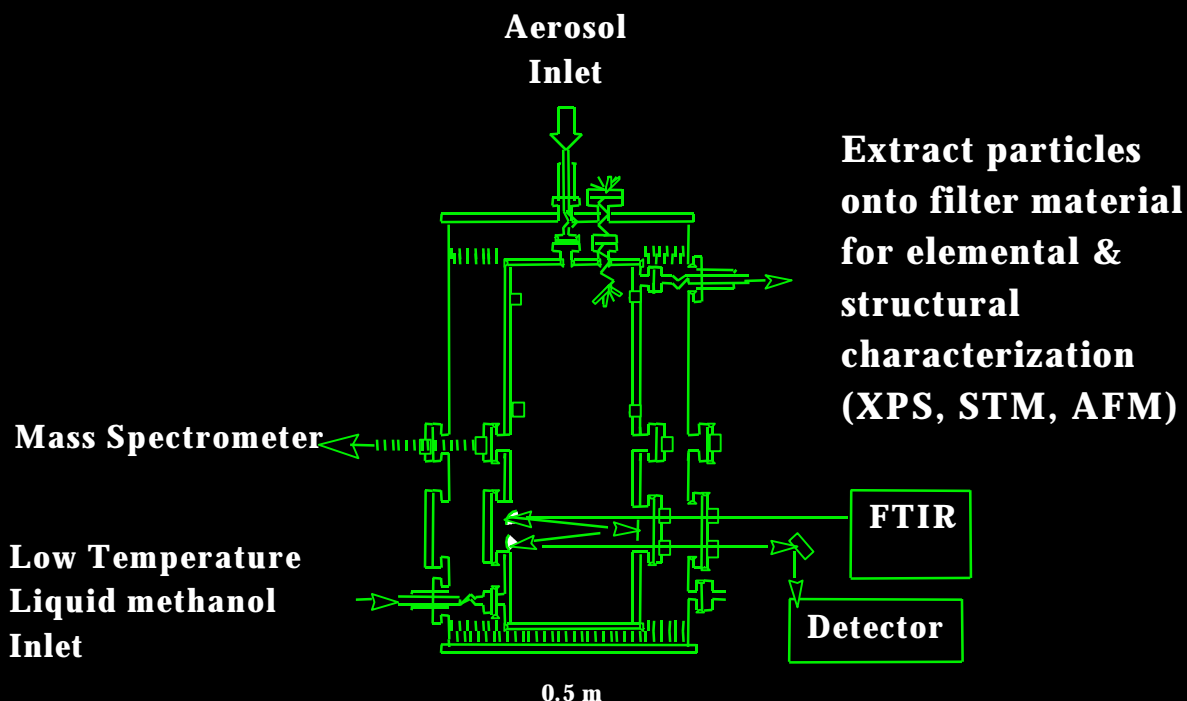 Aerosol
Inlet
Extract particles
onto filter material
for elemental &
structural
characterization
(XPS, STM, AFM)
Mass Spectrometer
FTIR
Low Temperature
Liquid methanol
Inlet
Detector
0.5 m